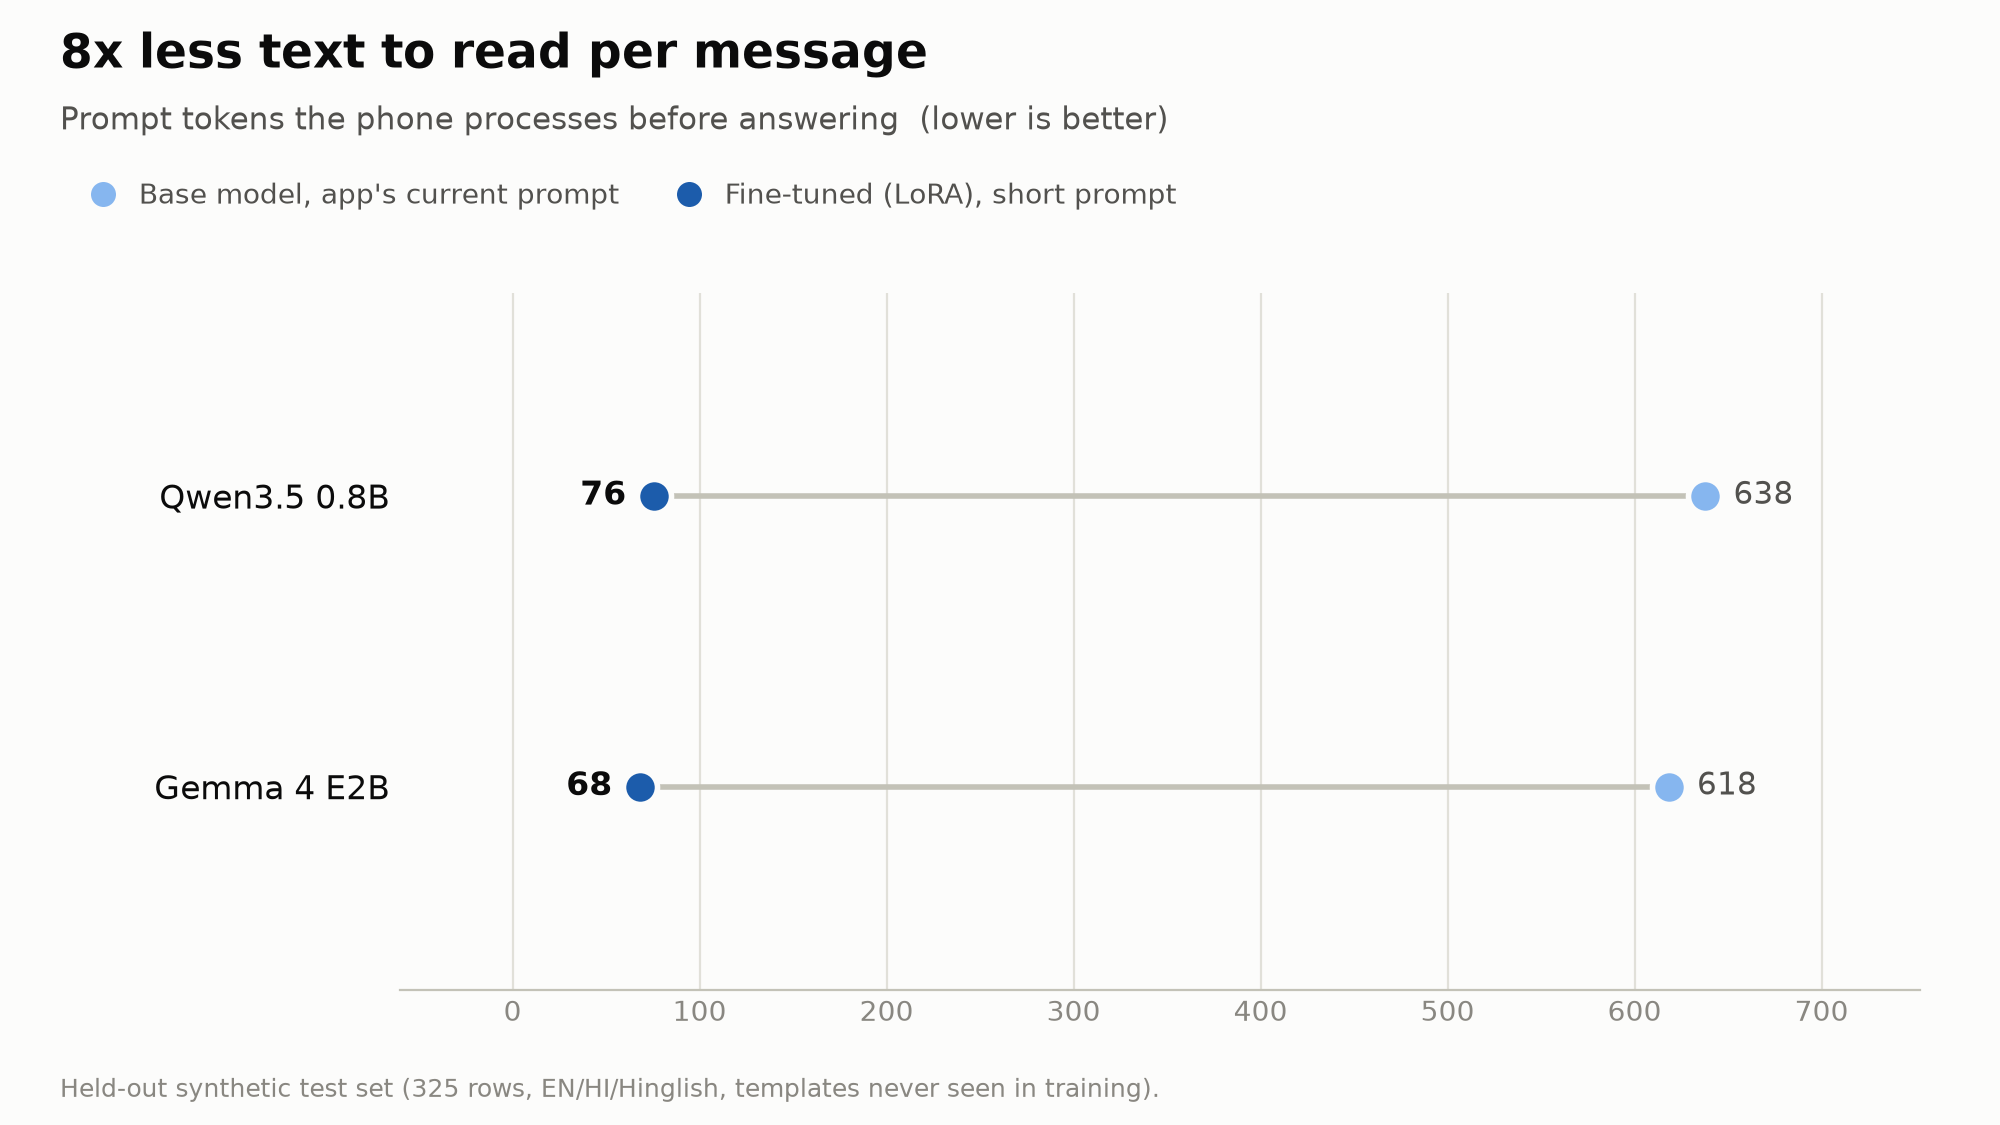 8x less text to read per message
Prompt tokens the phone processes before answering  (lower is better)
Base model, app's current prompt
Fine-tuned (LoRA), short prompt
Qwen3.5 0.8B
76
638
Gemma 4 E2B
68
618
0 100 200 300 400 500 600 700
Held-out synthetic test set (325 rows, EN/HI/Hinglish, templates never seen in training).